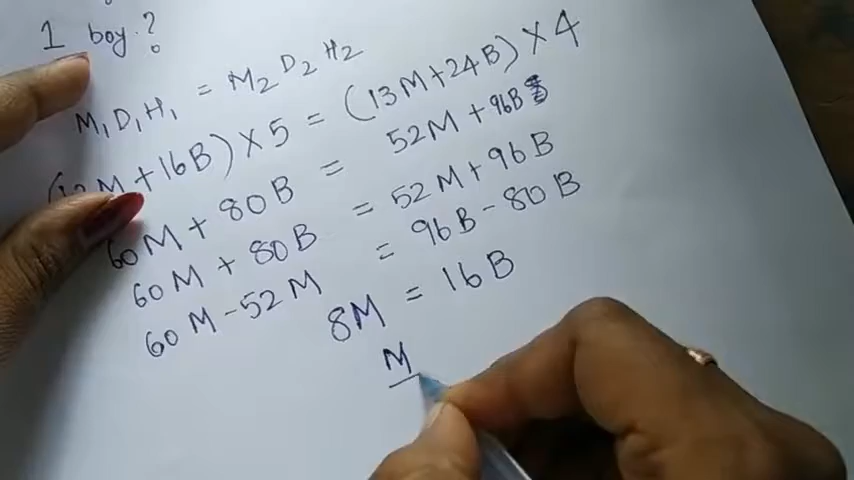 1 boy.?
M₁D₁H₁ = M₂D₂H₂
M + 16B) × 5 = (13M + 24B) × 4
60M + 80B = 52M + 96B
60M + 80B = 52M + 96B
60M - 52M = 96B - 80B
8M = 16B
M